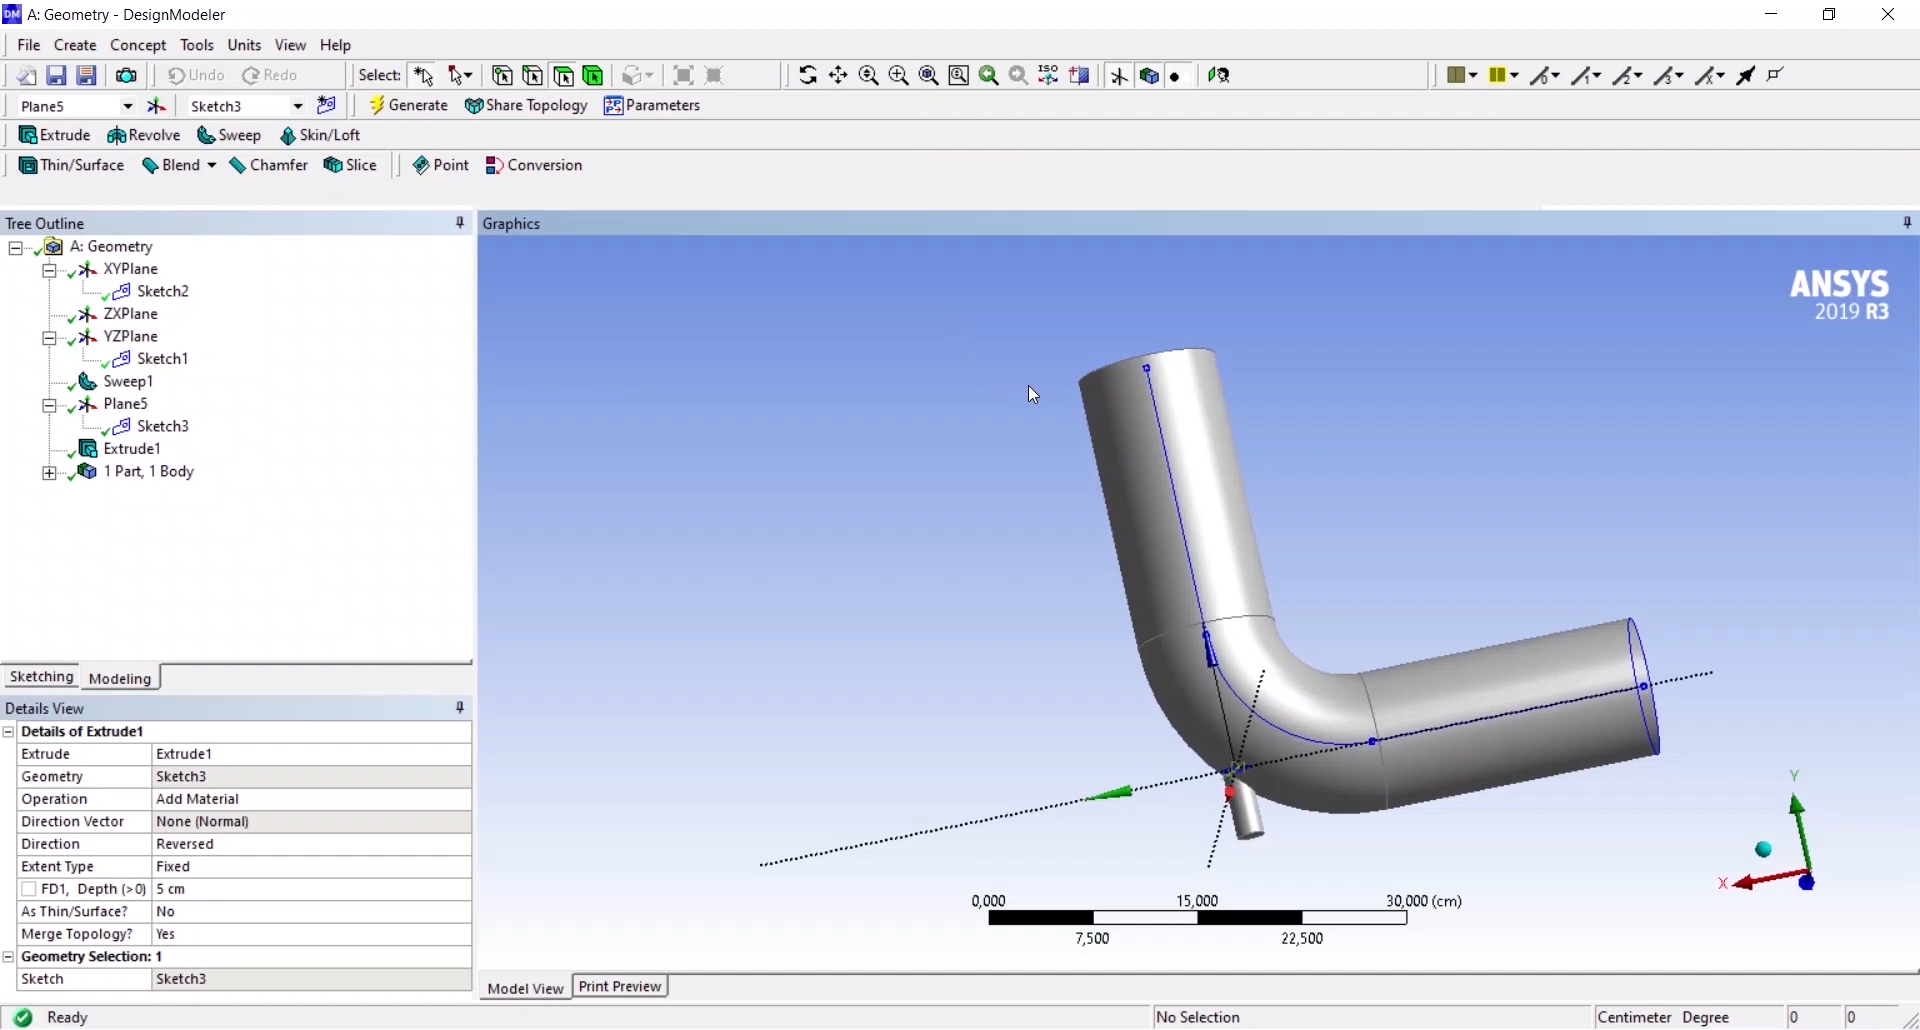 DM A: Geometry - DesignModeler
File Create Concept Tools Units View Help
Undo Redo Select: ISO
Plane5 Sketch3 Generate Share Topology Parameters
Extrude Revolve Sweep Skin/Loft
Thin/Surface Blend Chamfer Slice Point Conversion
Tree Outline
A: Geometry
XYPlane
Sketch2
ZXPlane
YZPlane
Sketch1
Sweep1
Plane5
Sketch3
Extrude1
1 Part, 1 Body
Sketching Modeling
Details View
Details of Extrude1
Extrude Extrude1
Geometry Sketch3
Operation Add Material
Direction Vector None (Normal)
Direction Reversed
Extent Type Fixed
FD1, Depth (>0) 5 cm
As Thin/Surface? No
Merge Topology? Yes
Geometry Selection: 1
Sketch Sketch3
Graphics
ANSYS
2019 R3
Y
X
0,000 15,000 30,000 (cm)
7,500 22,500
Model View Print Preview
Ready No Selection Centimeter Degree 0 0